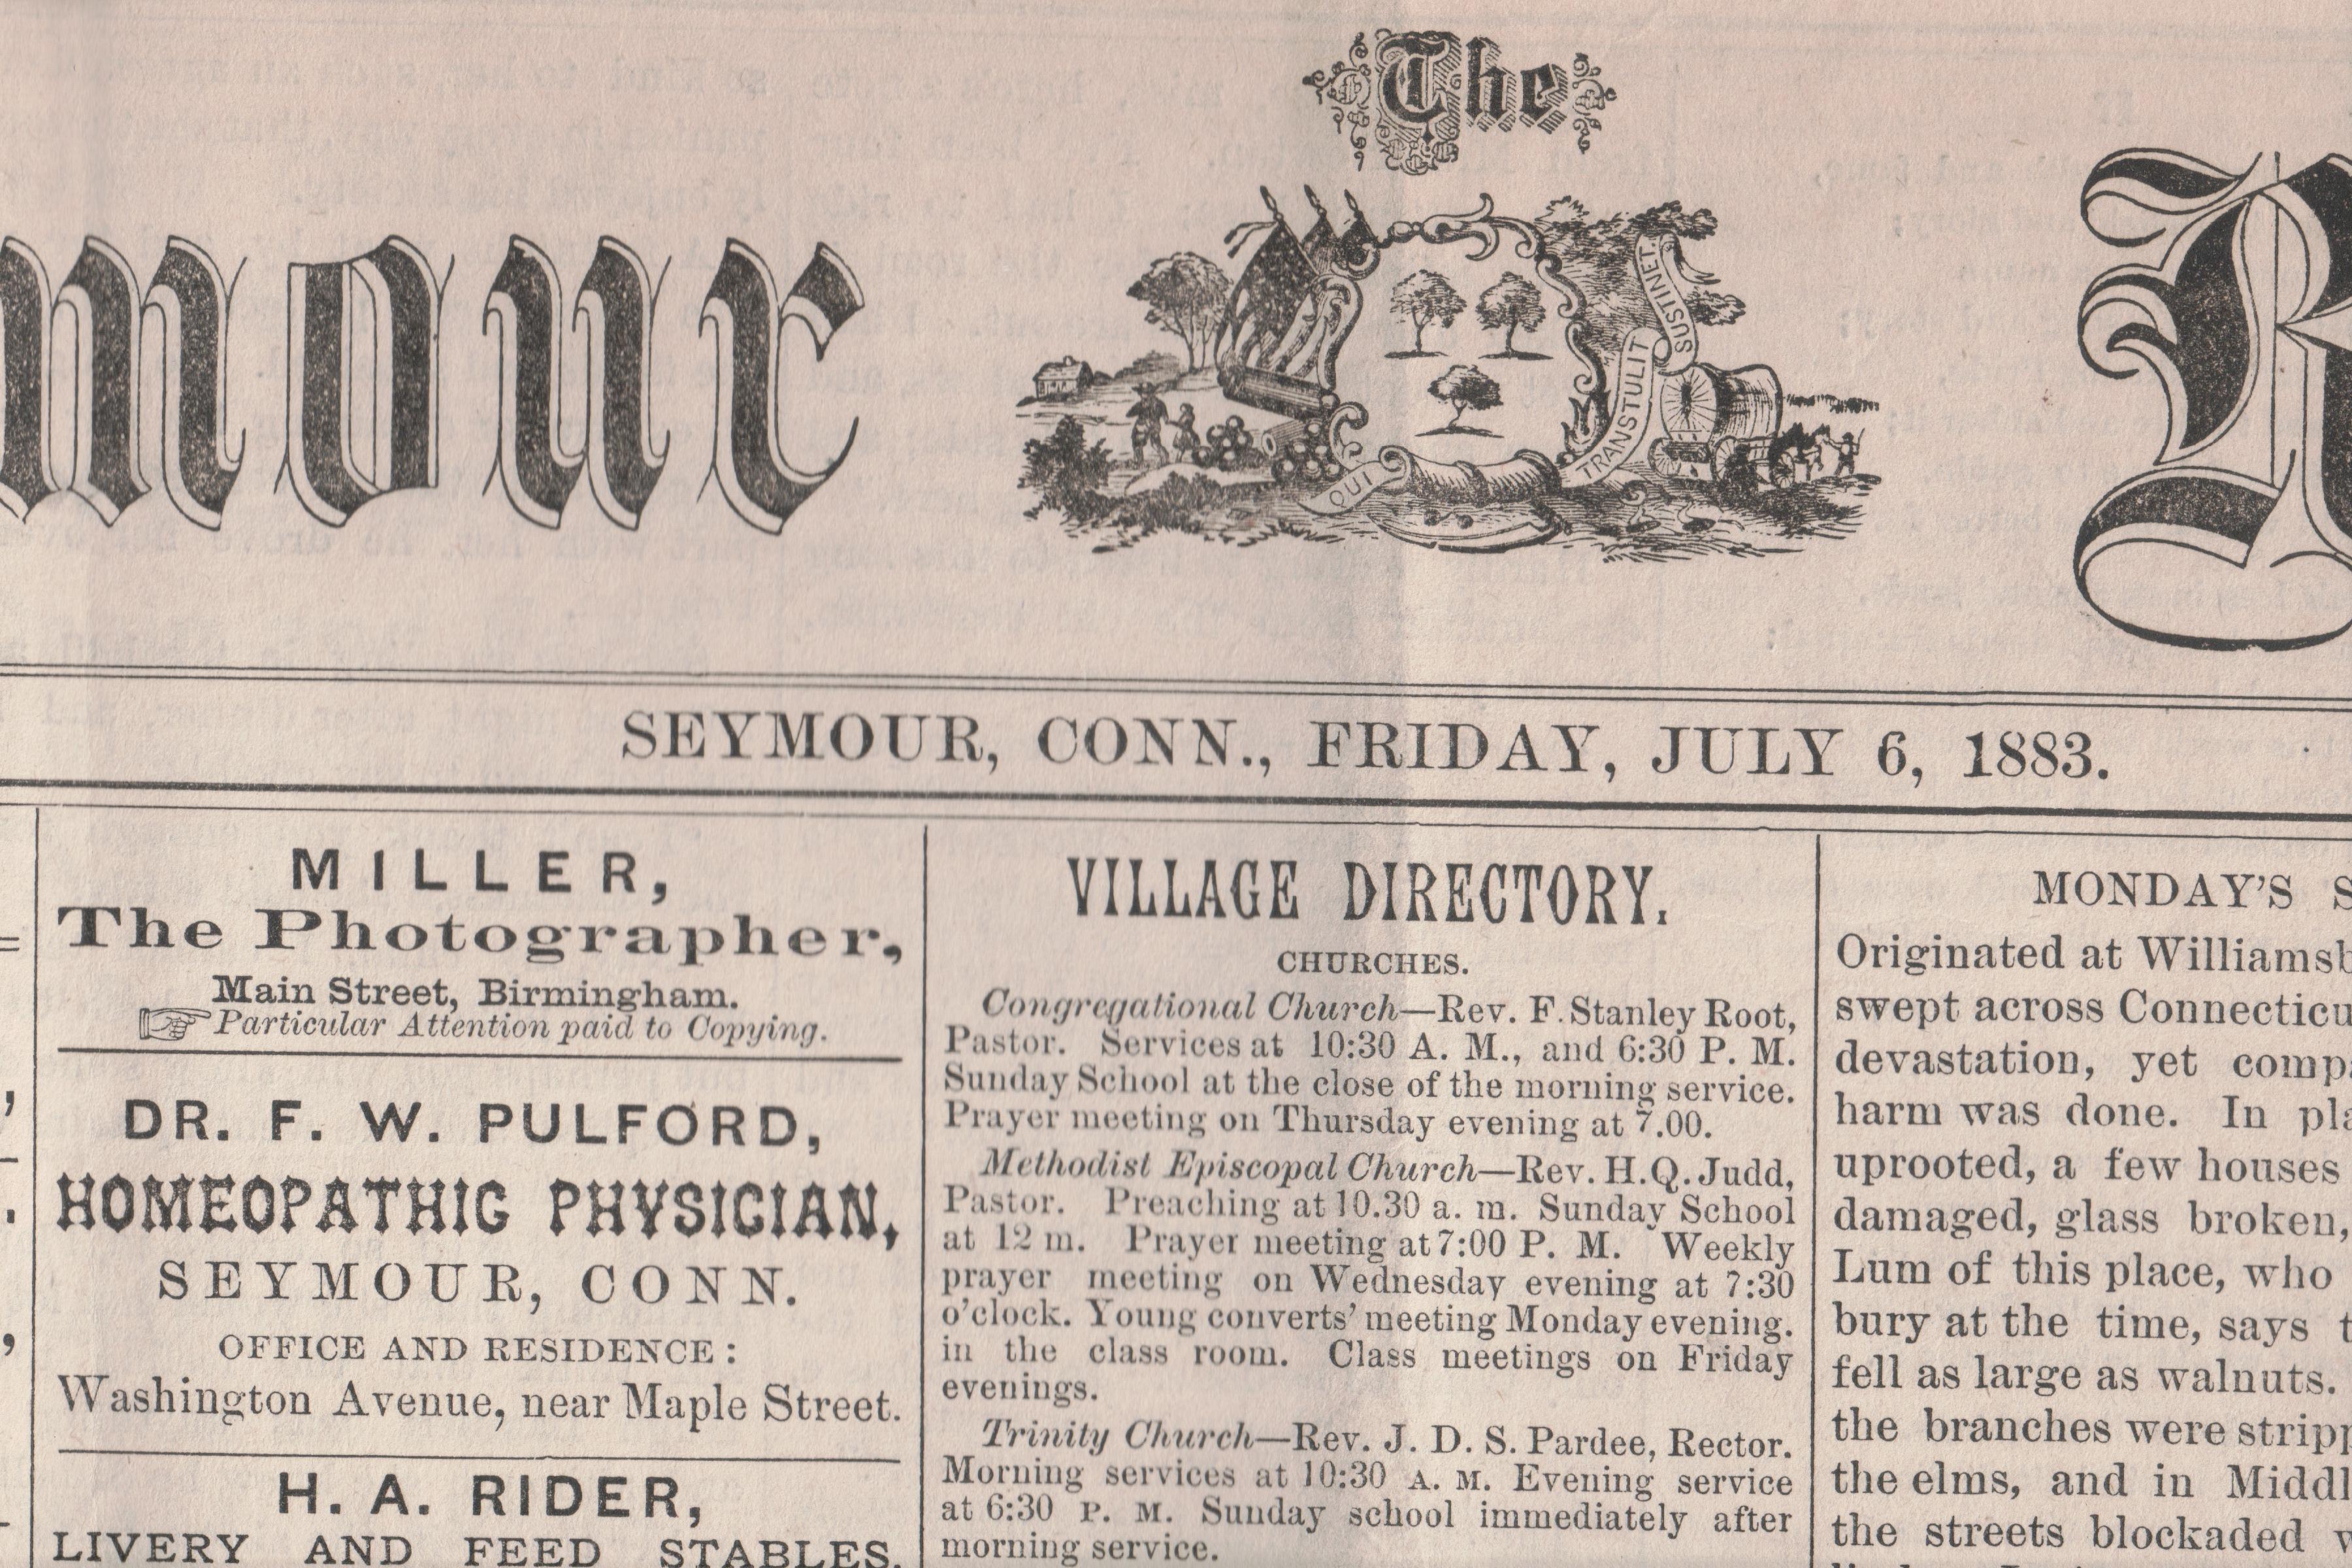 The
mour
R
QUI TRANSTULIT SUSTINET
SEYMOUR, CONN., FRIDAY, JULY 6, 1883.
MILLER,
The Photographer,
Main Street, Birmingham.
Particular Attention paid to Copying.
DR. F. W. PULFORD,
HOMEOPATHIC PHYSICIAN,
SEYMOUR, CONN.
OFFICE AND RESIDENCE:
Washington Avenue, near Maple Street.
H. A. RIDER,
LIVERY AND FEED STABLES.
VILLAGE DIRECTORY.
CHURCHES.
Congregational Church—Rev. F. Stanley Root,
Pastor. Services at 10:30 A. M., and 6:30 P. M.
Sunday School at the close of the morning service.
Prayer meeting on Thursday evening at 7.00.
Methodist Episcopal Church—Rev. H. Q. Judd,
Pastor. Preaching at 10.30 a. m. Sunday School
at 12 m. Prayer meeting at 7:00 P. M. Weekly
prayer meeting on Wednesday evening at 7:30
o'clock. Young converts' meeting Monday evening.
in the class room. Class meetings on Friday
evenings.
Trinity Church—Rev. J. D. S. Pardee, Rector.
Morning services at 10:30 A. M. Evening service
at 6:30 P. M. Sunday school immediately after
morning service.
MONDAY'S S
Originated at Williamsb
swept across Connecticu
devastation, yet comp
harm was done. In pla
uprooted, a few houses
damaged, glass broken,
Lum of this place, who
bury at the time, says t
fell as large as walnuts.
the branches were stripp
the elms, and in Middl
the streets blockaded w